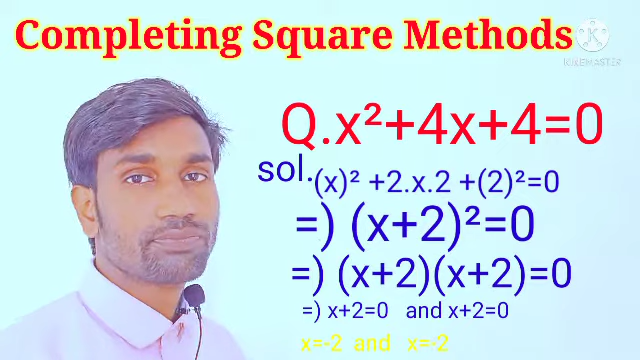 Completing Square Methods
KINEMASTER
Q.x²+4x+4=0
sol.(x)² +2.x.2 +(2)²=0
=) (x+2)²=0
=) (x+2)(x+2)=0
=) x+2=0 and x+2=0
x=-2 and x=-2